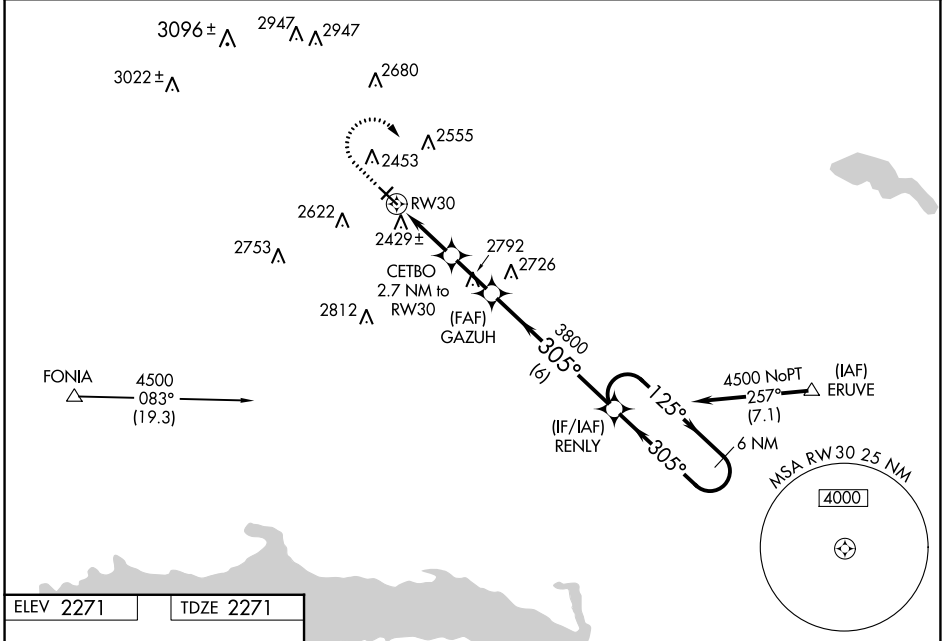 3096 ±
2947
2947
3022 ±
2680
2555
2453
RW30
2622
2429 ±
2753
2792
2726
CETBO
2.7 NM to
RW30
2812
(FAF)
GAZUH
3800
305°
(6)
FONIA
4500
083°
(19.3)
4500 NoPT
257°
(7.1)
(IAF)
ERUVE
125°
(IF/IAF)
RENLY
305°
6 NM
MSA RW30 25 NM
4000
ELEV 2271
TDZE 2271